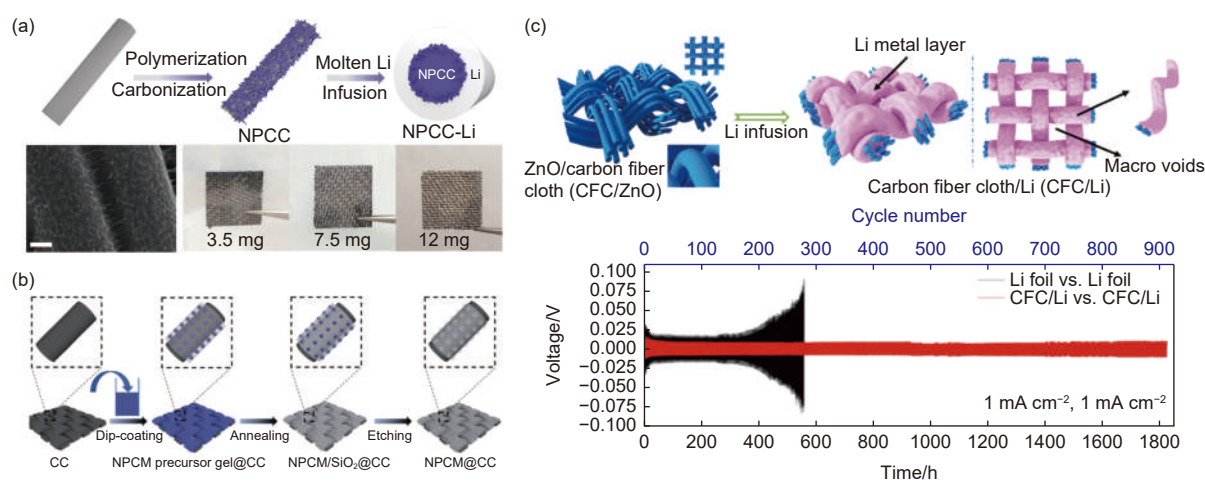 (a)
Polymerization
Carbonization
NPCC
Molten Li
Infusion
NPCC
Li
NPCC-Li
3.5 mg
7.5 mg
12 mg
(b)
CC
Dip-coating
NPCM precursor gel@CC
Annealing
NPCM/SiO₂@CC
Etching
NPCM@CC
(c)
ZnO/carbon fiber
cloth (CFC/ZnO)
Li infusion
Li metal layer
Macro voids
Carbon fiber cloth/Li (CFC/Li)
Cycle number
0 100 200 300 400 500 600 700 800 900
0.100
0.075
0.050
0.025
0.000
−0.025
−0.050
−0.075
−0.100
Voltage/V
Li foil vs. Li foil
CFC/Li vs. CFC/Li
1 mA cm⁻², 1 mA cm⁻²
0 200 400 600 800 1000 1200 1400 1600 1800
Time/h